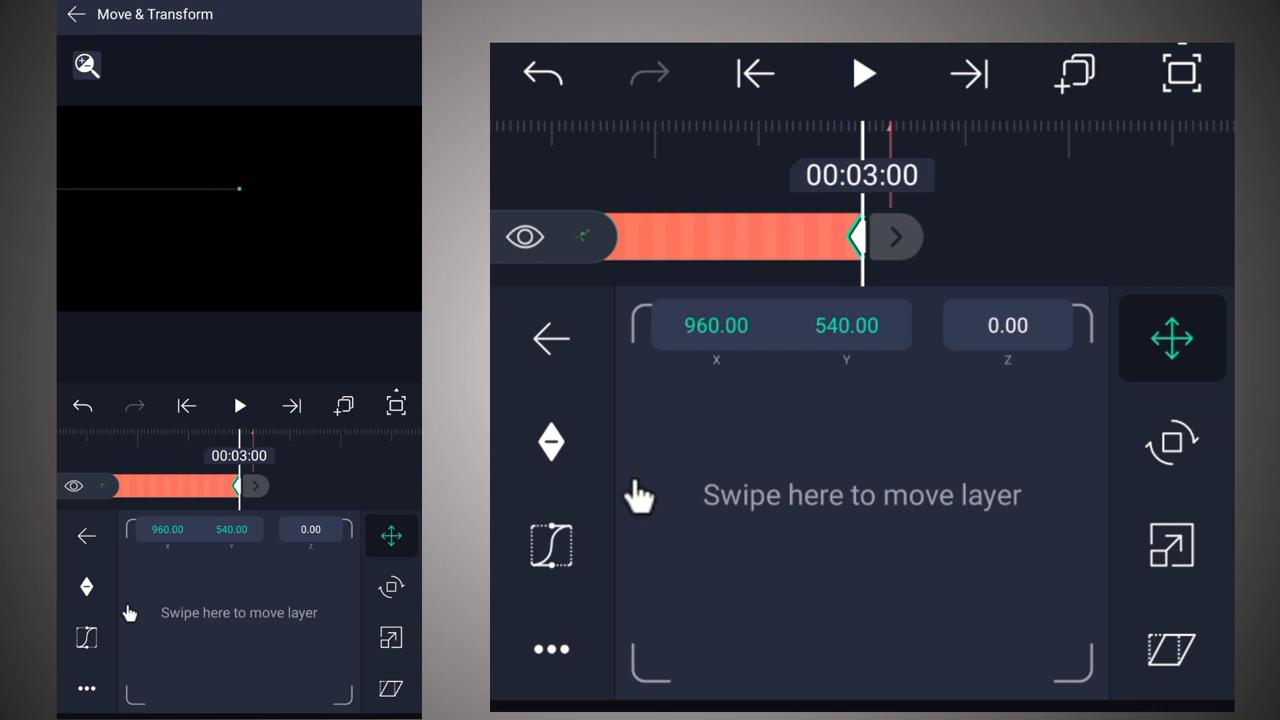 Move & Transform
00:03:00
960.00 540.00 0.00
X Y Z
Swipe here to move layer
00:03:00
960.00 540.00 0.00
X Y Z
Swipe here to move layer